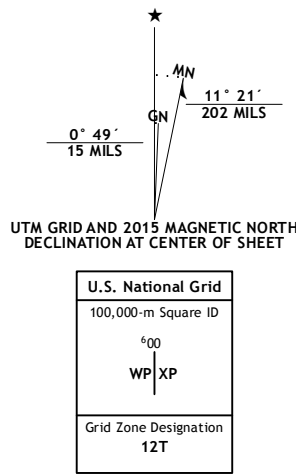 ★
MN
GN
11° 21´
202 MILS
0° 49´
15 MILS
UTM GRID AND 2015 MAGNETIC NORTH
DECLINATION AT CENTER OF SHEET
U.S. National Grid
100,000-m Square ID
⁶00
WP XP
Grid Zone Designation
12T